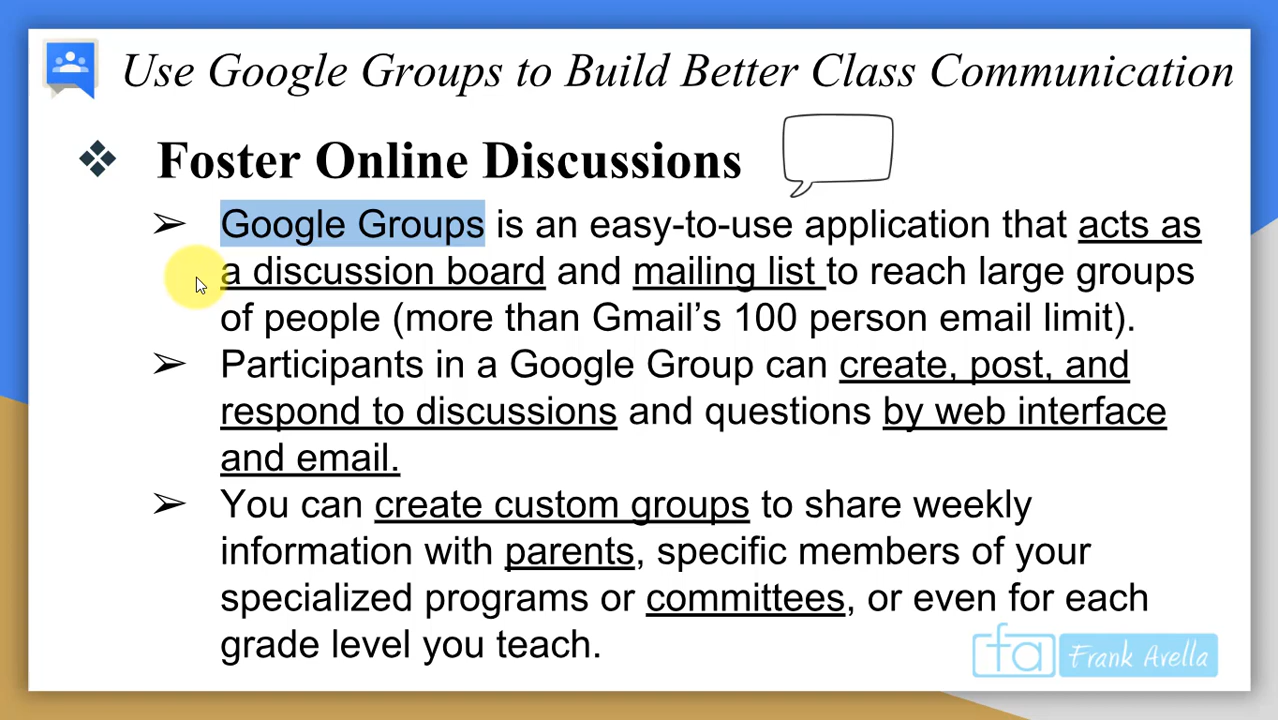 Use Google Groups to Build Better Class Communication
❖ Foster Online Discussions
➢ Google Groups is an easy-to-use application that acts as
a discussion board and mailing list to reach large groups
of people (more than Gmail’s 100 person email limit).
➢ Participants in a Google Group can create, post, and
respond to discussions and questions by web interface
and email.
➢ You can create custom groups to share weekly
information with parents, specific members of your
specialized programs or committees, or even for each
grade level you teach.
fa Frank Avella